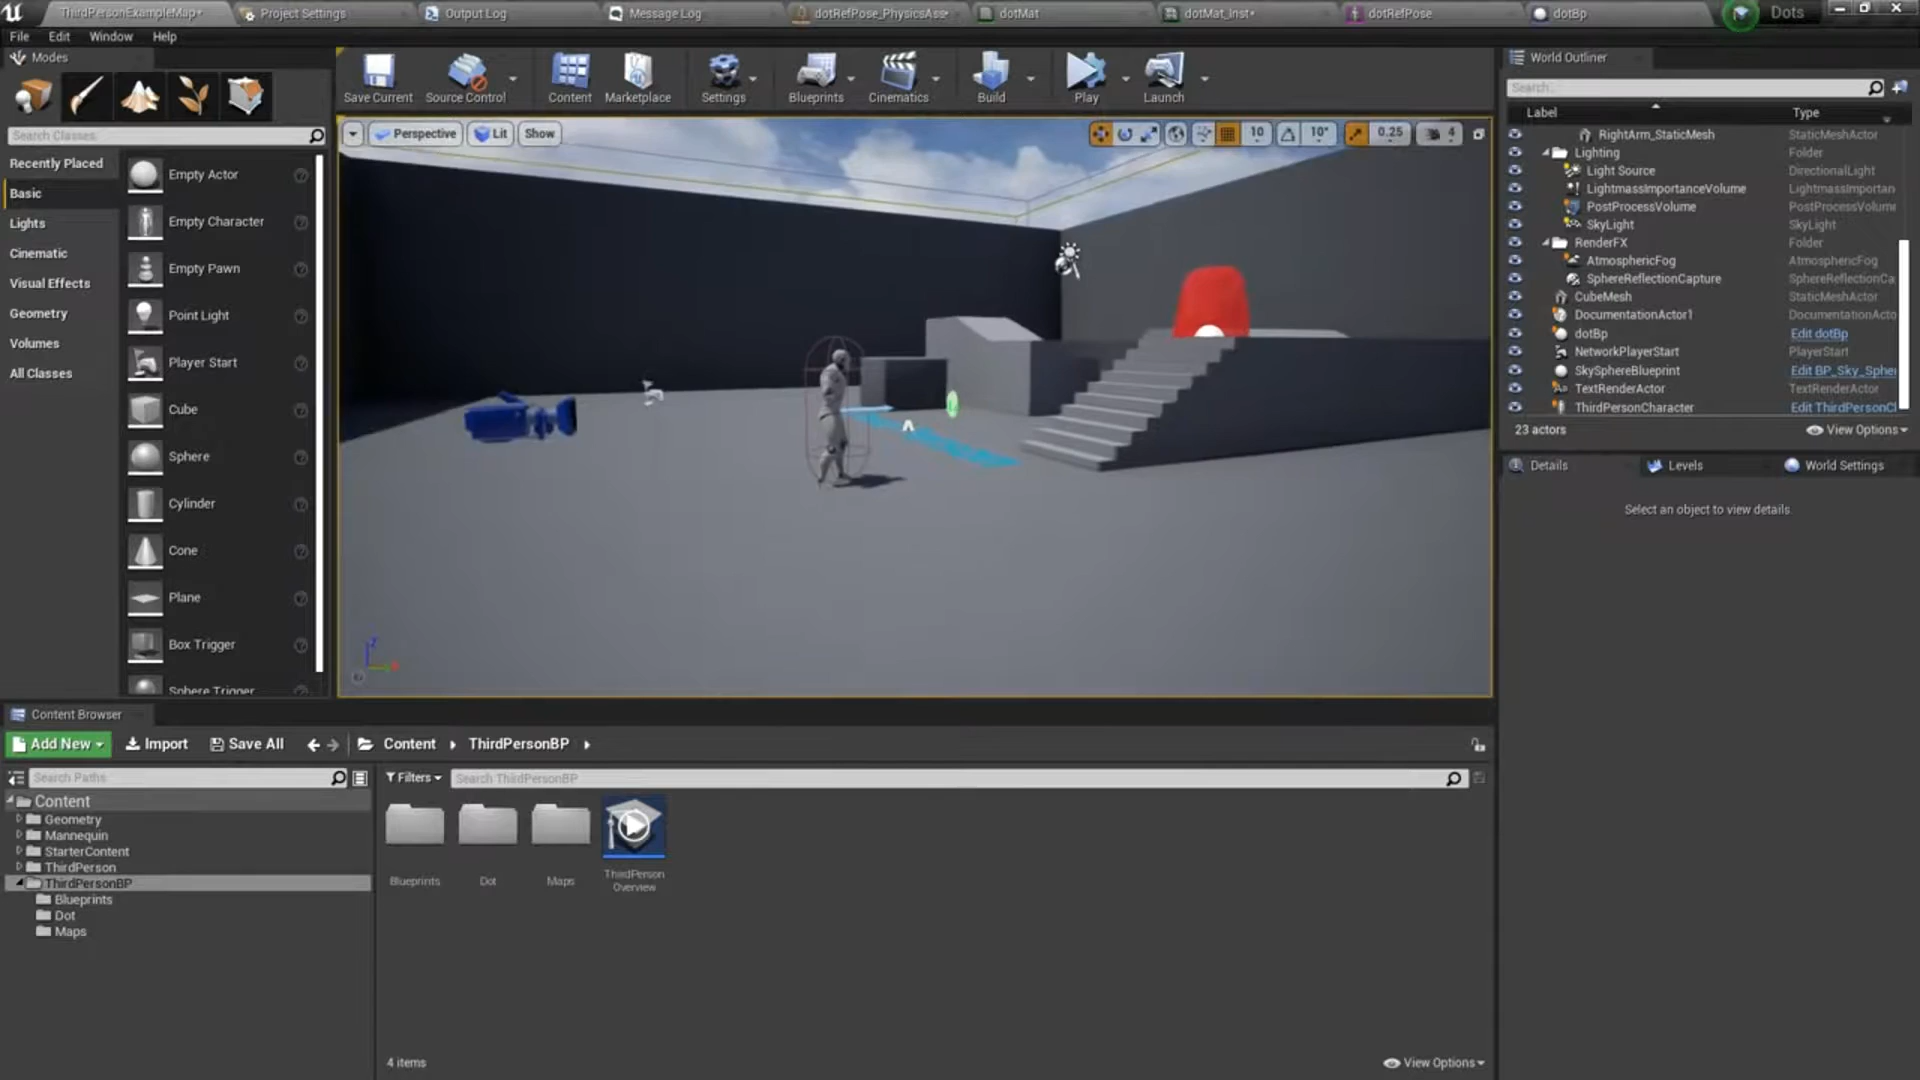 ThirdPersonExampleMap*
Project Settings
Output Log
Message Log
dotRefPose_PhysicsAss*
dotMat
dotMat_Inst*
dotRefPose
dotBp
Dots
File Edit Window Help
Modes
Search Classes
Recently Placed
Basic
Lights
Cinematic
Visual Effects
Geometry
Volumes
All Classes
Empty Actor
Empty Character
Empty Pawn
Point Light
Player Start
Cube
Sphere
Cylinder
Cone
Plane
Box Trigger
Sphere Trigger
Save Current
Source Control
Content
Marketplace
Settings
Blueprints
Cinematics
Build
Play
Launch
Perspective
Lit
Show
10
10°
0.25
4
World Outliner
Search...
Label Type
RightArm_StaticMesh StaticMeshActor
Lighting Folder
Light Source DirectionalLight
LightmassImportanceVolume LightmassImportan
PostProcessVolume PostProcessVolume
SkyLight SkyLight
RenderFX Folder
AtmosphericFog AtmosphericFog
SphereReflectionCapture SphereReflectionCa
CubeMesh StaticMeshActor
DocumentationActor1 DocumentationActo
dotBp Edit dotBp
NetworkPlayerStart PlayerStart
SkySphereBlueprint Edit BP_Sky_Spher
TextRenderActor TextRenderActor
ThirdPersonCharacter Edit ThirdPersonCl
23 actors
View Options
Details
Levels
World Settings
Select an object to view details
Content Browser
Add New
Import
Save All
Content
ThirdPersonBP
Search Paths
Filters
Search ThirdPersonBP
Content
Geometry
Mannequin
StarterContent
ThirdPerson
ThirdPersonBP
Blueprints
Dot
Maps
Blueprints
Dot
Maps
ThirdPerson
Overview
4 items
View Options